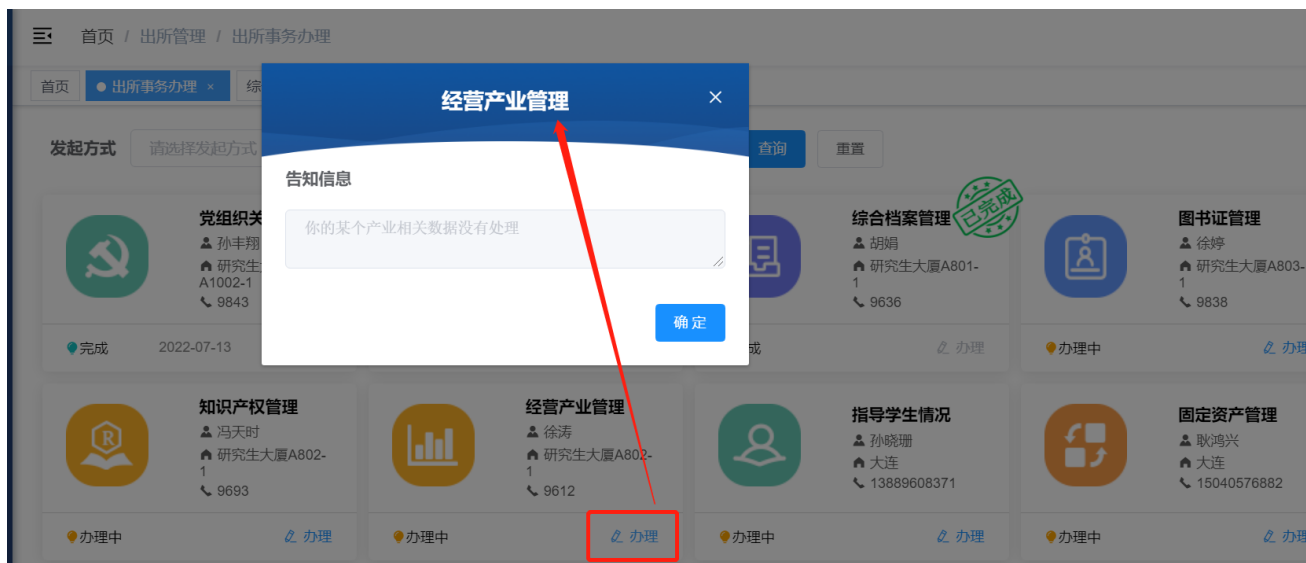 首页 / 出所管理 / 出所事务办理
首页
出所事务办理 ×
综
经营产业管理
×
发起方式
请选择发起方式
查询
重置
告知信息
你的某个产业相关数据没有处理
确定
党组织关
孙丰翔
研究生
A1002-1
9843
完成
2022-07-13
综合档案管理
已完成
胡娟
研究生大厦A801-
1
9636
成
办理
图书证管理
徐婷
研究生大厦A803-
1
9838
办理中
办理
知识产权管理
冯天时
研究生大厦A802-
1
9693
办理中
办理
经营产业管理
徐涛
研究生大厦A802-
1
9612
办理中
办理
指导学生情况
孙晓珊
大连
13889608371
办理中
办理
固定资产管理
耿鸿兴
大连
15040576882
办理中
办理